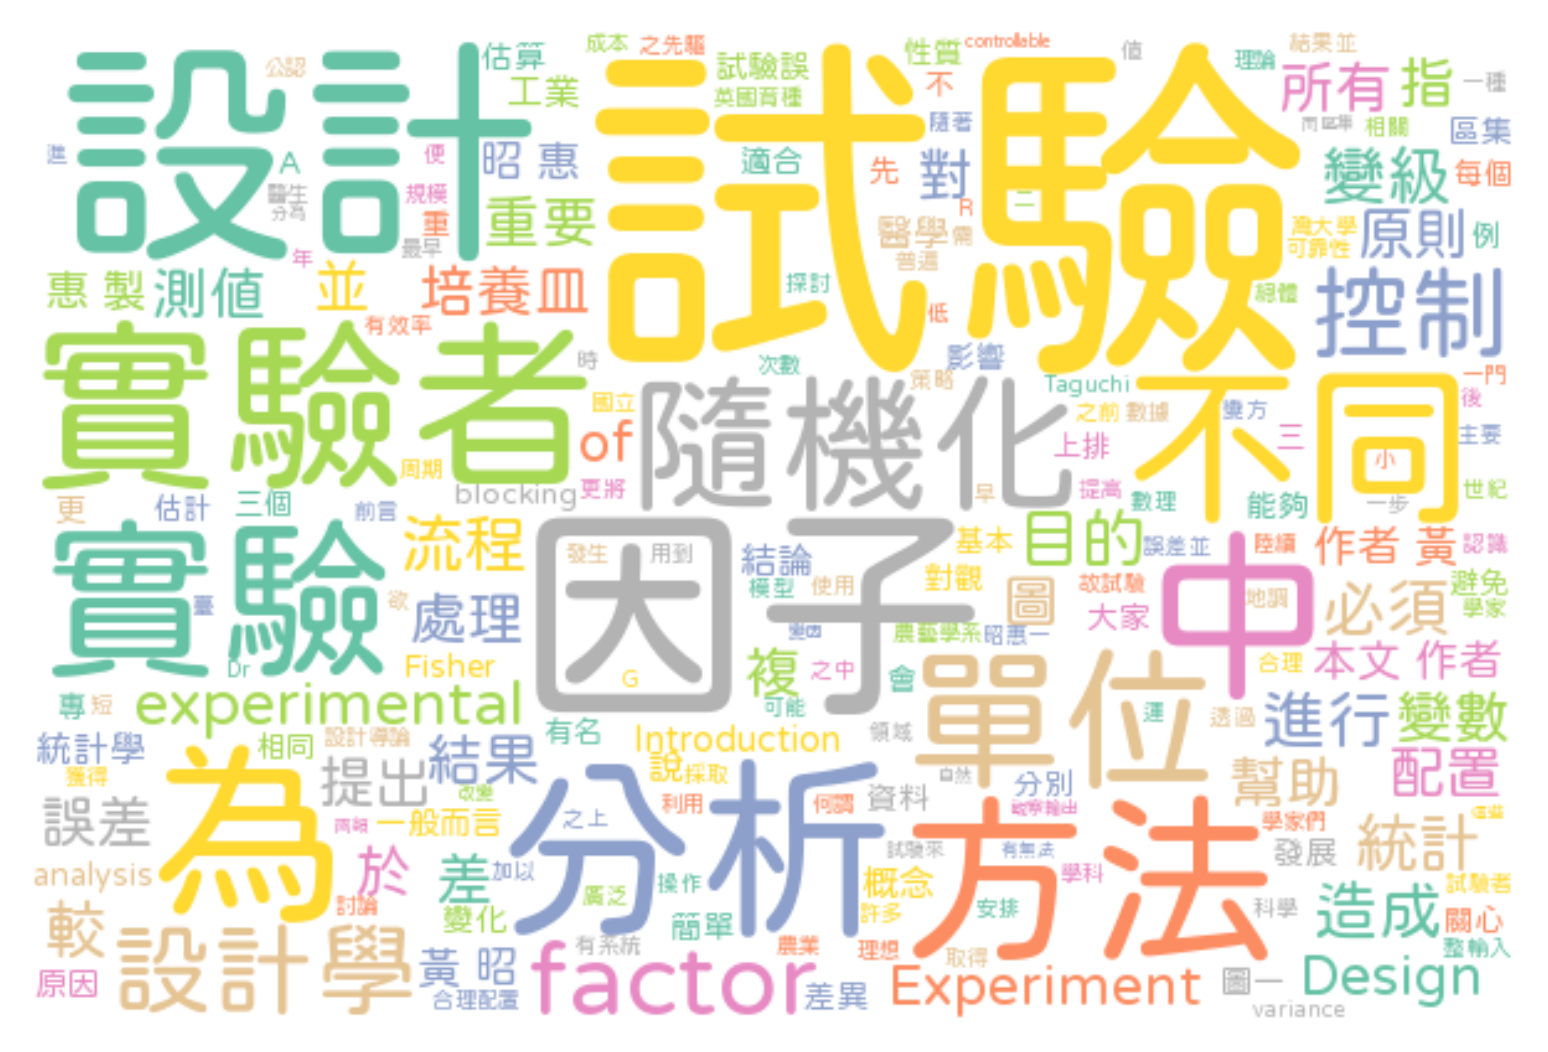 設計
試驗
公認
估算
成本
之先驅
性質
controllable
值
理論
結果並
工業
試驗誤
英國育種
不
所有
指
一種
相關
區集
進
A
便
昭 惠
適合
先
對
隨著
二
變級
每個
醫生
分為
規模
重
重要
R
醫學
需
灣大學
可靠性
原則
例
最早
年
普遍
惠 製
測值
並
培養皿
探討
低
總體
控制
有效率
時
次數
影響
策略
Taguchi
一門
實驗者
隨機化
不同
國立
之前
數據
變方
後
of
上排
三
主要
小
周期
blocking
更將
早
提高
數理
能夠
一步
世紀
更
估計
三個
前言
實驗
流程
因子
發生
用到
結論
基本
目的
誤差並
陸續
作者 黃
認識
模型
使用
對觀
圖
故試驗
中
地調
必須
避免
學家
臺
欲
處理
大家
農藝學系
昭惠一
Dr
Fisher
G
複
之中
會
合理
本文 作者
專
短
experimental
可能
單位
運
透過
進行
變數
統計學
相同
設計導論
結果
有名
Introduction
領域
配置
獲得
為
提出
改變
說
採取
自然
分別
幫助
誤差
兩組
一般而言
分析
之上
利用
何謂
資料
方法
學家們
這些
統計
analysis
於
差
加以
試驗來
有無法
發展
廣泛
操作
概念
學科
試驗者
較
討論
變化
簡單
許多
安排
科學
造成
關心
設計學
有系統
農業
理想
取得
整輸入
原因
黃 昭
合理配置
factor
差異
Experiment
圖一
Design
variance